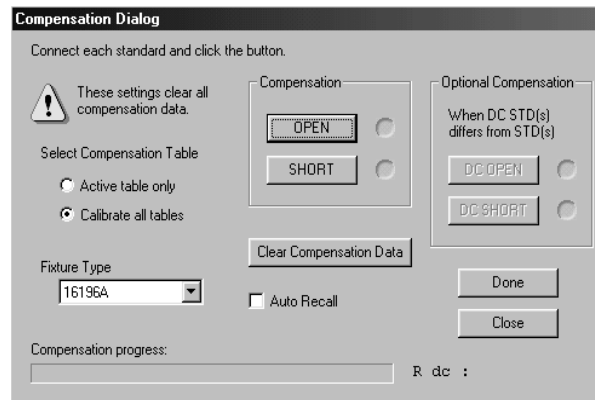 Compensation Dialog
Connect each standard and click the button.
These settings clear all
compensation data.
Select Compensation Table
Active table only
Calibrate all tables
Fixture Type
16196A
Compensation
OPEN
SHORT
Clear Compensation Data
Auto Recall
Optional Compensation
When DC STD(s)
differs from STD(s)
DC OPEN
DC SHORT
Done
Close
Compensation progress:
R dc :